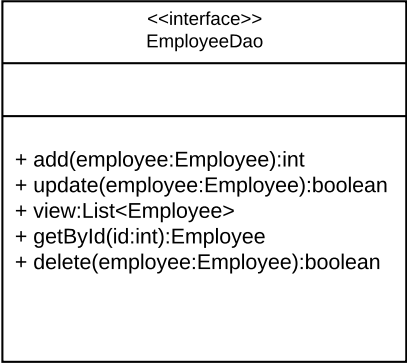 <<interface>>
EmployeeDao
+ add(employee:Employee):int
+ update(employee:Employee):boolean
+ view:List<Employee>
+ getById(id:int):Employee
+ delete(employee:Employee):boolean